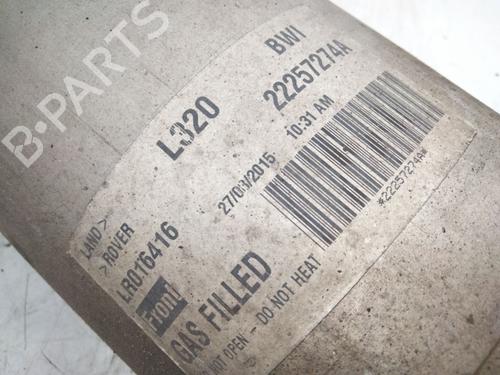 B-PARTS
L320
BWI
22257274A
27/03/2015 10:31 AM
*22257274A*
LAND>
>ROVER
LR016416
Front
GAS FILLED
NOT OPEN - DO NOT HEAT